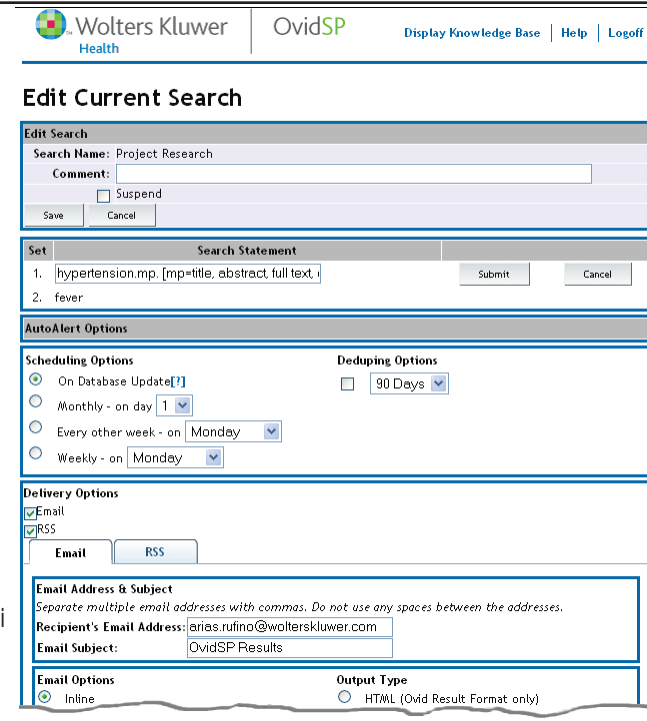 Wolters Kluwer
Health
OvidSP
Display Knowledge Base | Help | Logoff
Edit Current Search
Edit Search
Search Name: Project Research
Comment:
Suspend
Save Cancel
Set Search Statement
1. hypertension.mp. [mp=title, abstract, full text, Submit Cancel
2. fever
AutoAlert Options
Scheduling Options Deduping Options
On Database Update[?] 90 Days
Monthly - on day 1
Every other week - on Monday
Weekly - on Monday
Delivery Options
Email
RSS
Email RSS
Email Address & Subject
Separate multiple email addresses with commas. Do not use any spaces between the addresses.
i
Recipient's Email Address: arias.rufino@wolterskluwer.com
Email Subject: OvidSP Results
Email Options Output Type
Inline HTML (Ovid Result Format only)